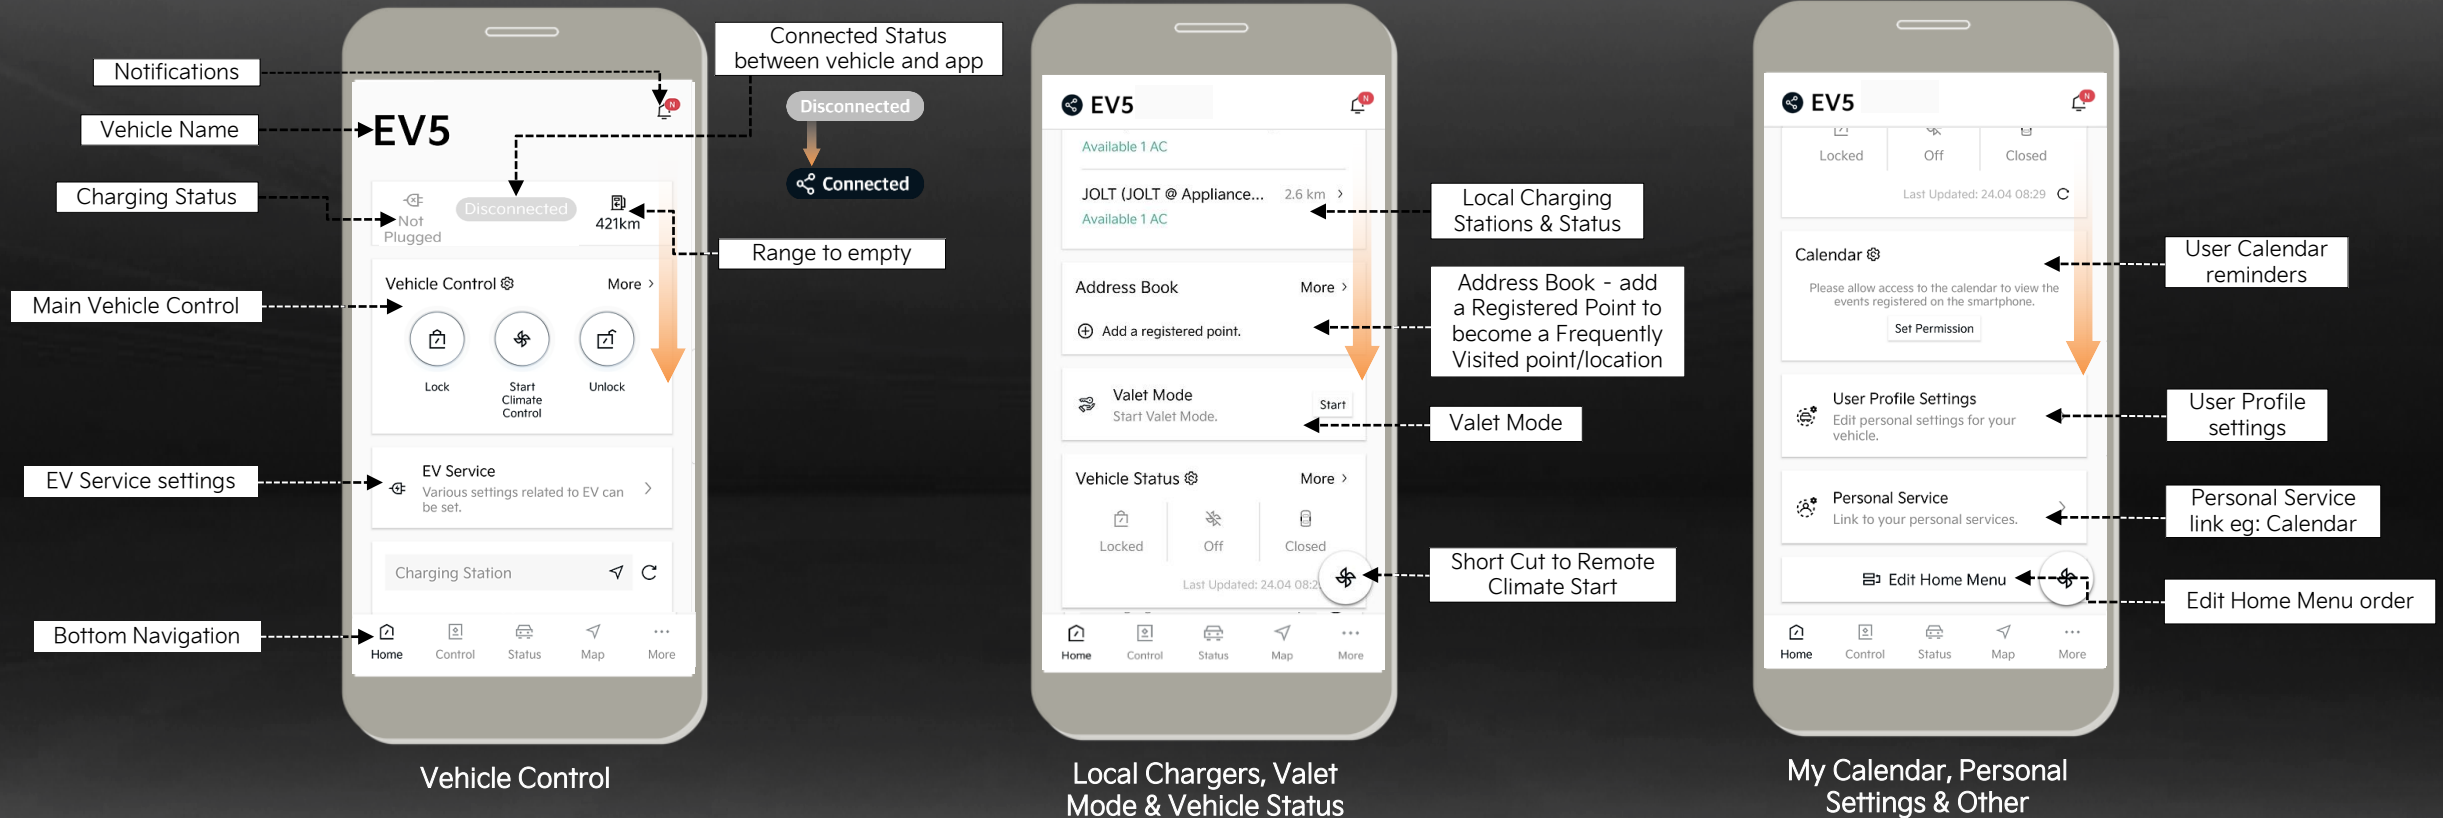 Notifications
Vehicle Name
Charging Status
Main Vehicle Control
EV Service settings
Bottom Navigation
N
EV5
Not
Plugged
Disconnected
421km
Vehicle Control
More >
Lock
Start
Climate
Control
Unlock
EV Service
Various settings related to EV can
be set.
Charging Station
Home
Control
Status
Map
More
Vehicle Control
Connected Status
between vehicle and app
Disconnected
Connected
Range to empty
EV5
N
Available 1 AC
JOLT (JOLT @ Appliance... 2.6 km >
Available 1 AC
Address Book
More >
Add a registered point.
Valet Mode
Start Valet Mode.
Start
Vehicle Status
More >
Locked
Off
Closed
Last Updated: 24.04 08:2
Home
Control
Status
Map
More
Local Chargers, Valet
Mode & Vehicle Status
Local Charging
Stations & Status
Address Book - add
a Registered Point to
become a Frequently
Visited point/location
Valet Mode
Short Cut to Remote
Climate Start
EV5
N
Locked
Off
Closed
Last Updated: 24.04 08:29
Calendar
Please allow access to the calendar to view the
events registered on the smartphone.
Set Permission
User Profile Settings
Edit personal settings for your
vehicle.
Personal Service
Link to your personal services.
Edit Home Menu
Home
Control
Status
Map
More
My Calendar, Personal
Settings & Other
User Calendar
reminders
User Profile
settings
Personal Service
link eg: Calendar
Edit Home Menu order